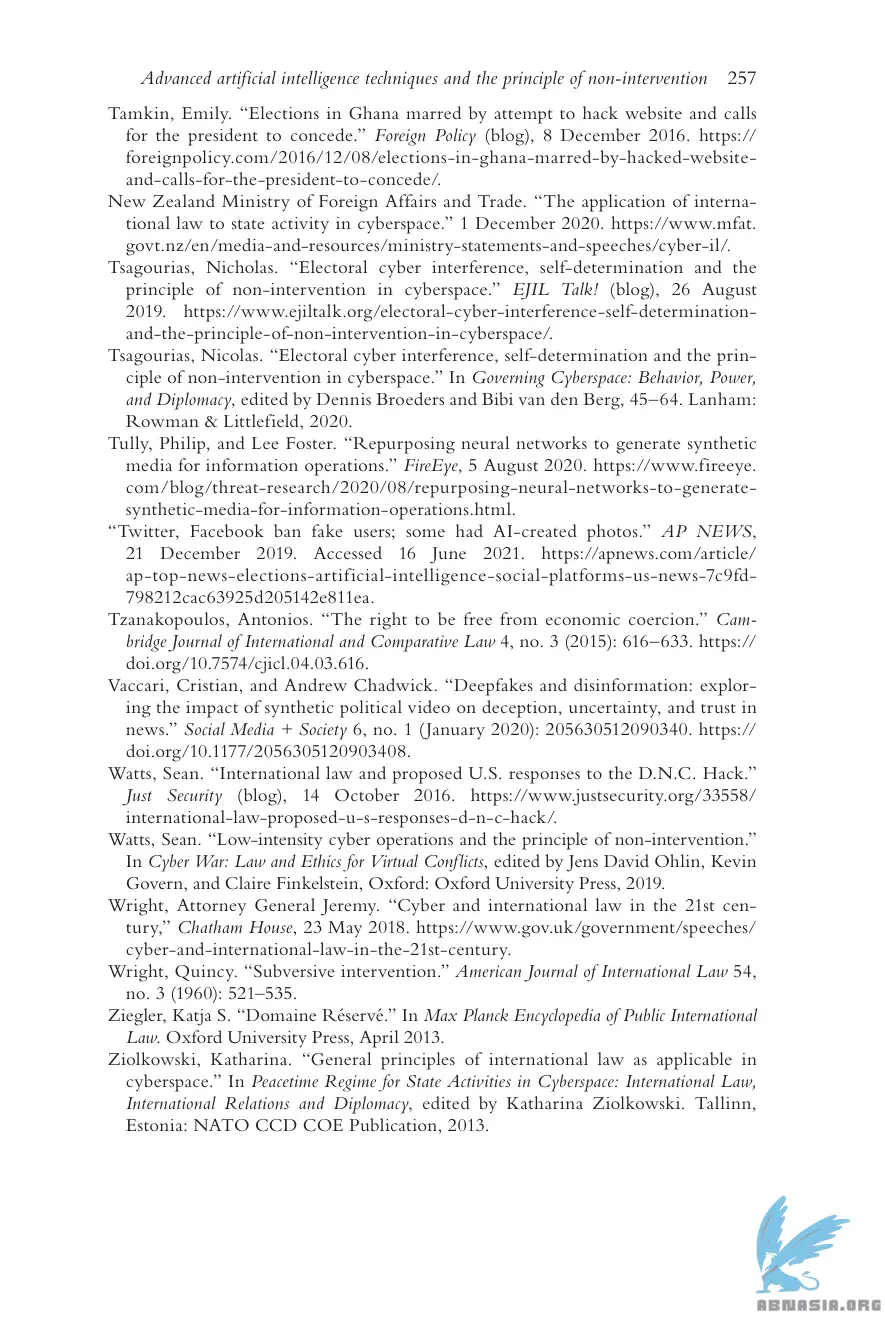 Advanced artificial intelligence techniques and the principle of non-intervention 257
Tamkin, Emily. “Elections in Ghana marred by attempt to hack website and calls
for the president to concede.” Foreign Policy (blog), 8 December 2016. https://
foreignpolicy.com/2016/12/08/elections-in-ghana-marred-by-hacked-website-
and-calls-for-the-president-to-concede/.
New Zealand Ministry of Foreign Affairs and Trade. “The application of interna-
tional law to state activity in cyberspace.” 1 December 2020. https://www.mfat.
govt.nz/en/media-and-resources/ministry-statements-and-speeches/cyber-il/.
Tsagourias, Nicholas. “Electoral cyber interference, self-determination and the
principle of non-intervention in cyberspace.” EJIL Talk! (blog), 26 August
2019. https://www.ejiltalk.org/electoral-cyber-interference-self-determination-
and-the-principle-of-non-intervention-in-cyberspace/.
Tsagourias, Nicolas. “Electoral cyber interference, self-determination and the prin-
ciple of non-intervention in cyberspace.” In Governing Cyberspace: Behavior, Power,
and Diplomacy, edited by Dennis Broeders and Bibi van den Berg, 45–64. Lanham:
Rowman & Littlefield, 2020.
Tully, Philip, and Lee Foster. “Repurposing neural networks to generate synthetic
media for information operations.” FireEye, 5 August 2020. https://www.fireeye.
com/blog/threat-research/2020/08/repurposing-neural-networks-to-generate-
synthetic-media-for-information-operations.html.
“Twitter, Facebook ban fake users; some had AI-created photos.” AP NEWS,
21 December 2019. Accessed 16 June 2021. https://apnews.com/article/
ap-top-news-elections-artificial-intelligence-social-platforms-us-news-7c9fd-
798212cac63925d205142e811ea.
Tzanakopoulos, Antonios. “The right to be free from economic coercion.” Cam-
bridge Journal of International and Comparative Law 4, no. 3 (2015): 616–633. https://
doi.org/10.7574/cjicl.04.03.616.
Vaccari, Cristian, and Andrew Chadwick. “Deepfakes and disinformation: explor-
ing the impact of synthetic political video on deception, uncertainty, and trust in
news.” Social Media + Society 6, no. 1 (January 2020): 205630512090340. https://
doi.org/10.1177/2056305120903408.
Watts, Sean. “International law and proposed U.S. responses to the D.N.C. Hack.”
Just Security (blog), 14 October 2016. https://www.justsecurity.org/33558/
international-law-proposed-u-s-responses-d-n-c-hack/.
Watts, Sean. “Low-intensity cyber operations and the principle of non-intervention.”
In Cyber War: Law and Ethics for Virtual Conflicts, edited by Jens David Ohlin, Kevin
Govern, and Claire Finkelstein, Oxford: Oxford University Press, 2019.
Wright, Attorney General Jeremy. “Cyber and international law in the 21st cen-
tury,” Chatham House, 23 May 2018. https://www.gov.uk/government/speeches/
cyber-and-international-law-in-the-21st-century.
Wright, Quincy. “Subversive intervention.” American Journal of International Law 54,
no. 3 (1960): 521–535.
Ziegler, Katja S. “Domaine Réservé.” In Max Planck Encyclopedia of Public International
Law. Oxford University Press, April 2013.
Ziolkowski, Katharina. “General principles of international law as applicable in
cyberspace.” In Peacetime Regime for State Activities in Cyberspace: International Law,
International Relations and Diplomacy, edited by Katharina Ziolkowski. Tallinn,
Estonia: NATO CCD COE Publication, 2013.
ABNASIA.ORG